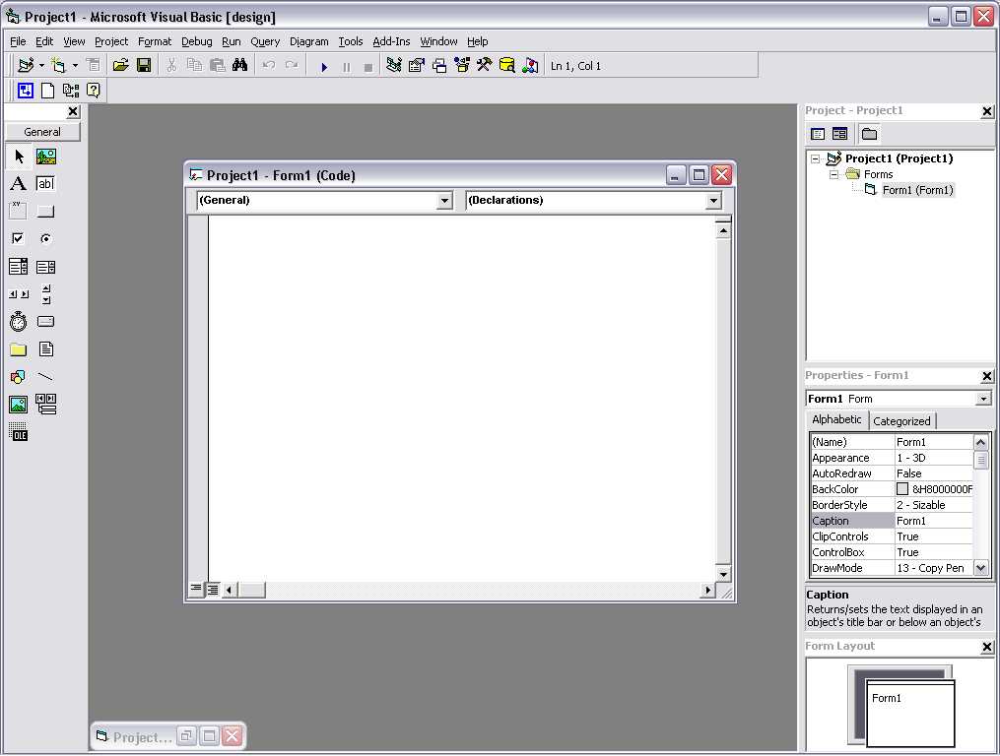 Project1 - Microsoft Visual Basic [design]
File Edit View Project Format Debug Run Query Diagram Tools Add-Ins Window Help
Ln 1, Col 1
General
A ab|
xy
OLE
Project1 - Form1 (Code)
(General) (Declarations)
Project...
Project - Project1
Project1 (Project1)
Forms
Form1 (Form1)
Properties - Form1
Form1 Form
Alphabetic Categorized
(Name) Form1
Appearance 1 - 3D
AutoRedraw False
BackColor &H8000000F
BorderStyle 2 - Sizable
Caption Form1
ClipControls True
ControlBox True
DrawMode 13 - Copy Pen
Caption
Returns/sets the text displayed in an
object's title bar or below an object's
Form Layout
Form1